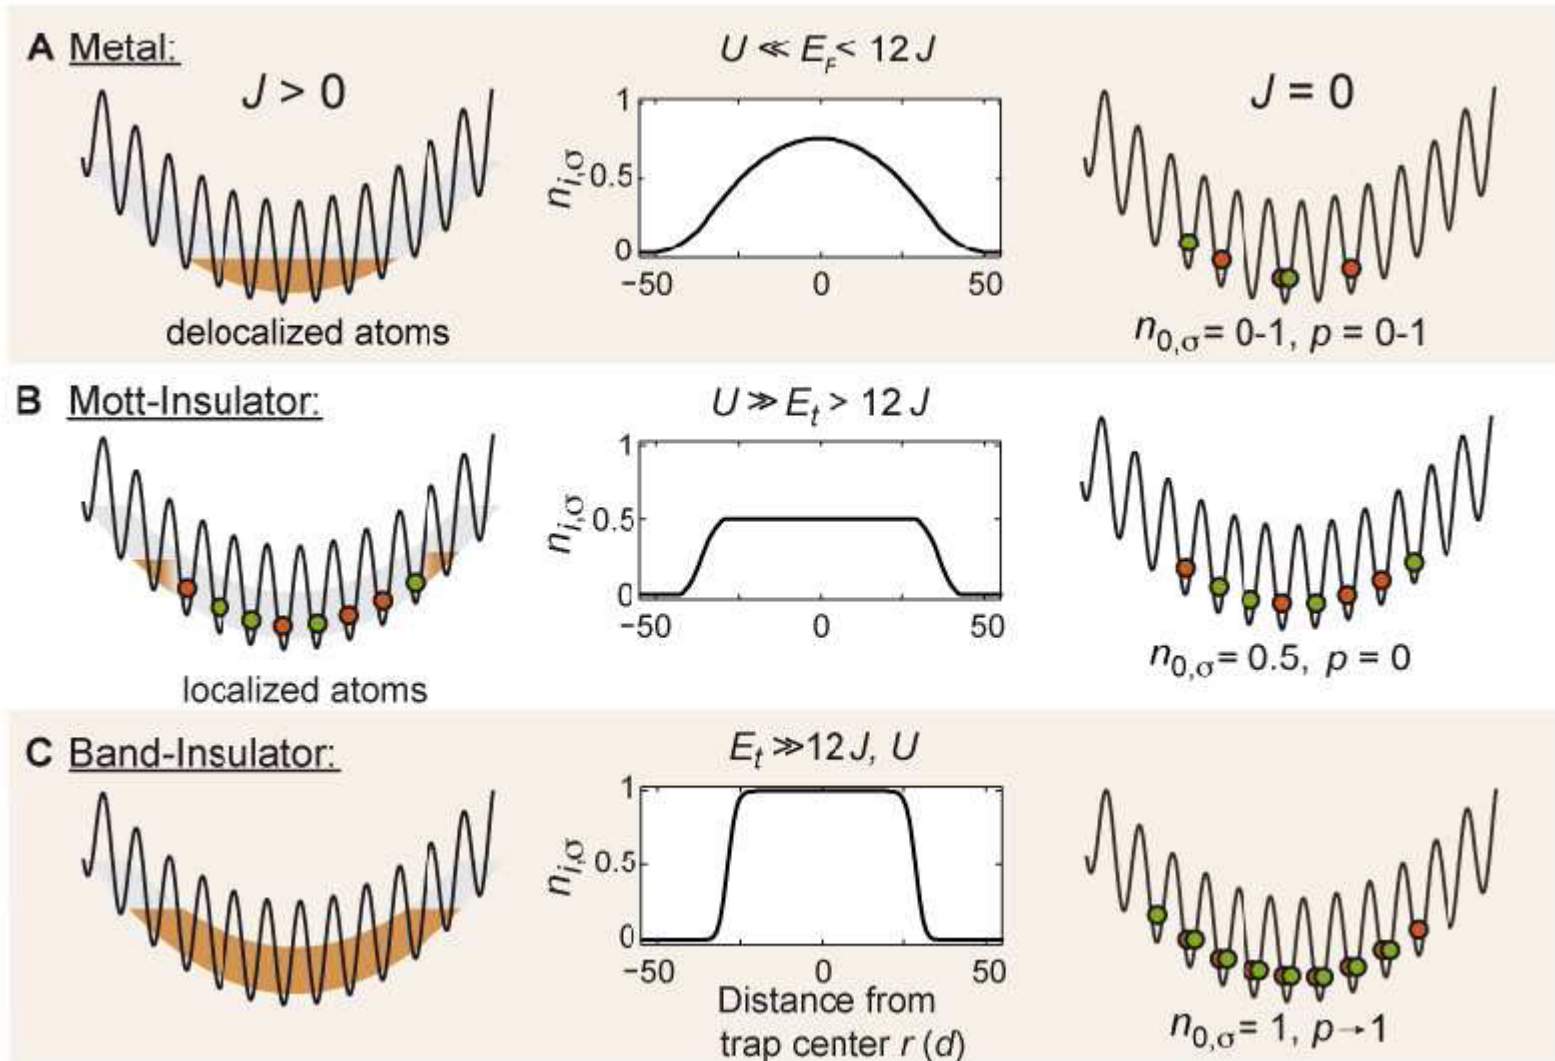 A Metal:
J > 0
U ≪ E_F < 12 J
J = 0
n_{i,σ}
1
0.5
0
−50 0 50
delocalized atoms
n_{0,σ} = 0-1, p = 0-1
B Mott-Insulator:
U ≫ E_t > 12 J
n_{i,σ}
1
0.5
0
−50 0 50
localized atoms
n_{0,σ} = 0.5, p = 0
C Band-Insulator:
E_t ≫ 12 J, U
n_{i,σ}
1
0.5
0
−50 0 50
Distance from
trap center r (d)
n_{0,σ} = 1, p → 1